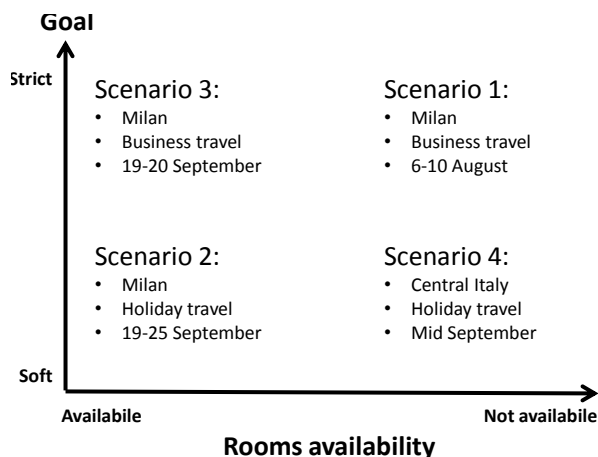 Goal
Strict
Scenario 3:
• Milan
• Business travel
• 19-20 September
Scenario 1:
• Milan
• Business travel
• 6-10 August
Scenario 2:
• Milan
• Holiday travel
• 19-25 September
Scenario 4:
• Central Italy
• Holiday travel
• Mid September
Soft
Availabile
Not availabile
Rooms availability